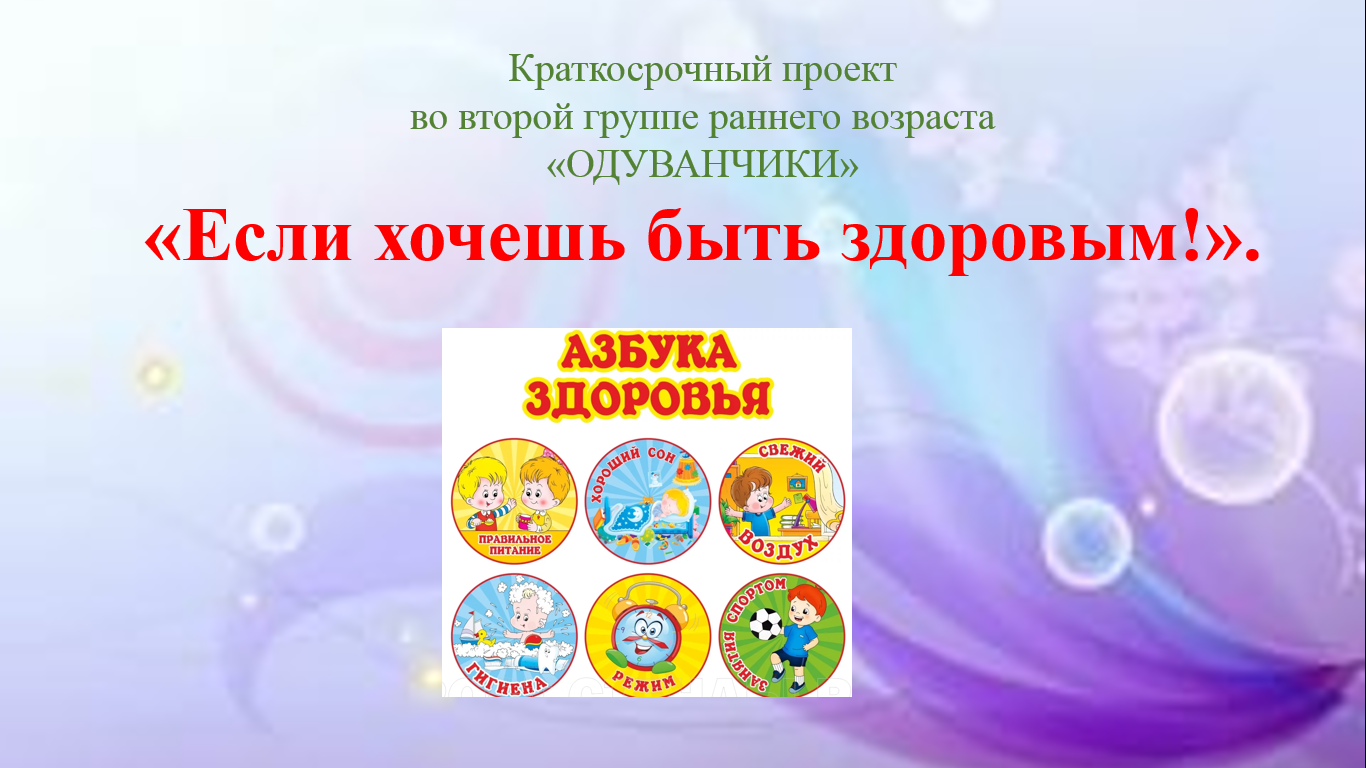 Краткосрочный проект
во второй группе раннего возраста
«ОДУВАНЧИКИ»
«Если хочешь быть здоровым!».
АЗБУКА
ЗДОРОВЬЯ
ПРАВИЛЬНОЕ
ПИТАНИЕ
ХОРОШИЙ СОН
СВЕЖИЙ
ВОЗДУХ
ГИГИЕНА
РЕЖИМ
ЗАНЯТИЯ
СПОРТОМ